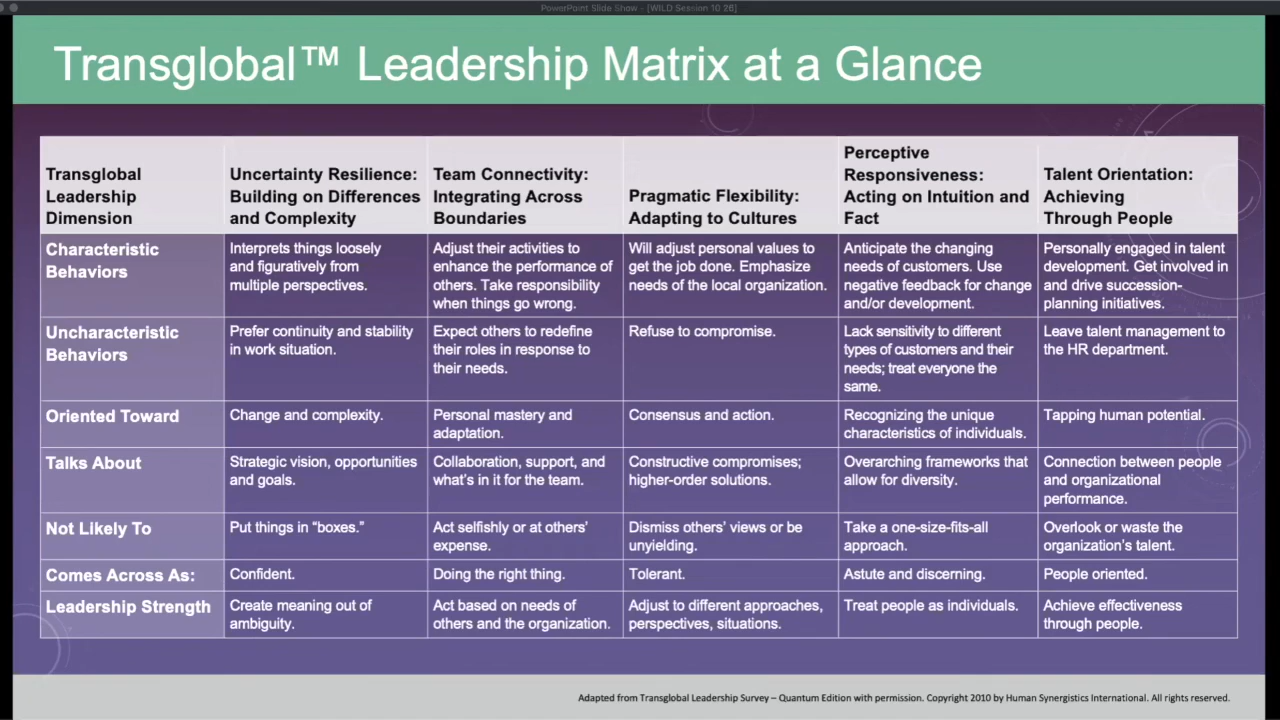 PowerPoint Slide Show - [WILD Session 10 26]
Transglobal™ Leadership Matrix at a Glance
Transglobal
Leadership
Dimension
Uncertainty Resilience:
Building on Differences
and Complexity
Team Connectivity:
Integrating Across
Boundaries
Pragmatic Flexibility:
Adapting to Cultures
Perceptive
Responsiveness:
Acting on Intuition and
Fact
Talent Orientation:
Achieving
Through People
Characteristic
Behaviors
Interprets things loosely
and figuratively from
multiple perspectives.
Adjust their activities to
enhance the performance of
others. Take responsibility
when things go wrong.
Will adjust personal values to
get the job done. Emphasize
needs of the local organization.
Anticipate the changing
needs of customers. Use
negative feedback for change
and/or development.
Personally engaged in talent
development. Get involved in
and drive succession-
planning initiatives.
Uncharacteristic
Behaviors
Prefer continuity and stability
in work situation.
Expect others to redefine
their roles in response to
their needs.
Refuse to compromise.
Lack sensitivity to different
types of customers and their
needs; treat everyone the
same.
Leave talent management to
the HR department.
Oriented Toward
Change and complexity.
Personal mastery and
adaptation.
Consensus and action.
Recognizing the unique
characteristics of individuals.
Tapping human potential.
Talks About
Strategic vision, opportunities
and goals.
Collaboration, support, and
what's in it for the team.
Constructive compromises;
higher-order solutions.
Overarching frameworks that
allow for diversity.
Connection between people
and organizational
performance.
Not Likely To
Put things in “boxes.”
Act selfishly or at others’
expense.
Dismiss others’ views or be
unyielding.
Take a one-size-fits-all
approach.
Overlook or waste the
organization’s talent.
Comes Across As:
Confident.
Doing the right thing.
Tolerant.
Astute and discerning.
People oriented.
Leadership Strength
Create meaning out of
ambiguity.
Act based on needs of
others and the organization.
Adjust to different approaches,
perspectives, situations.
Treat people as individuals.
Achieve effectiveness
through people.
Adapted from Transglobal Leadership Survey – Quantum Edition with permission. Copyright 2010 by Human Synergistics International. All rights reserved.